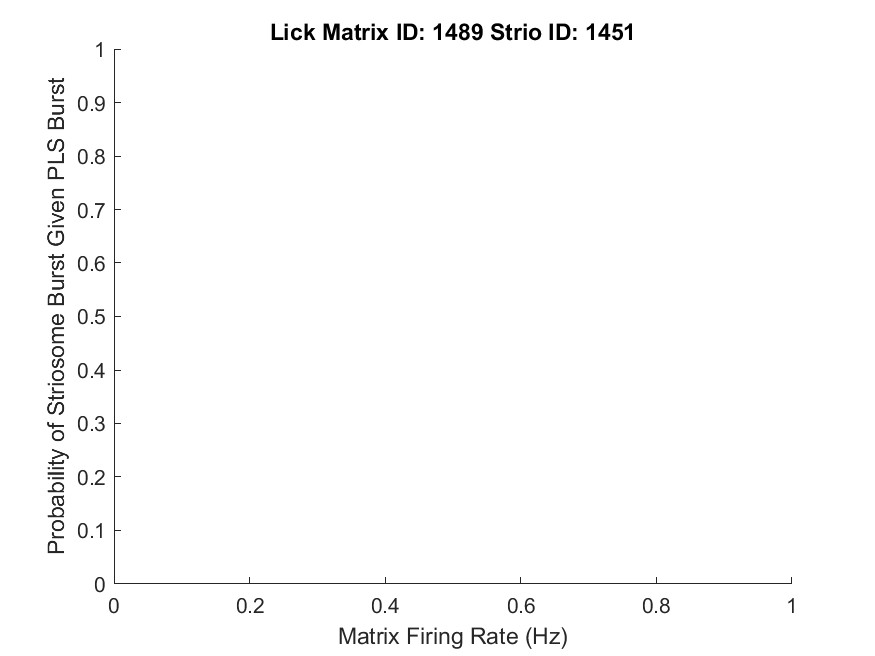 Lick Matrix ID: 1489 Strio ID: 1451
Probability of Striosome Burst Given PLS Burst
1
0.9
0.8
0.7
0.6
0.5
0.4
0.3
0.2
0.1
0
0 0.2 0.4 0.6 0.8 1
Matrix Firing Rate (Hz)